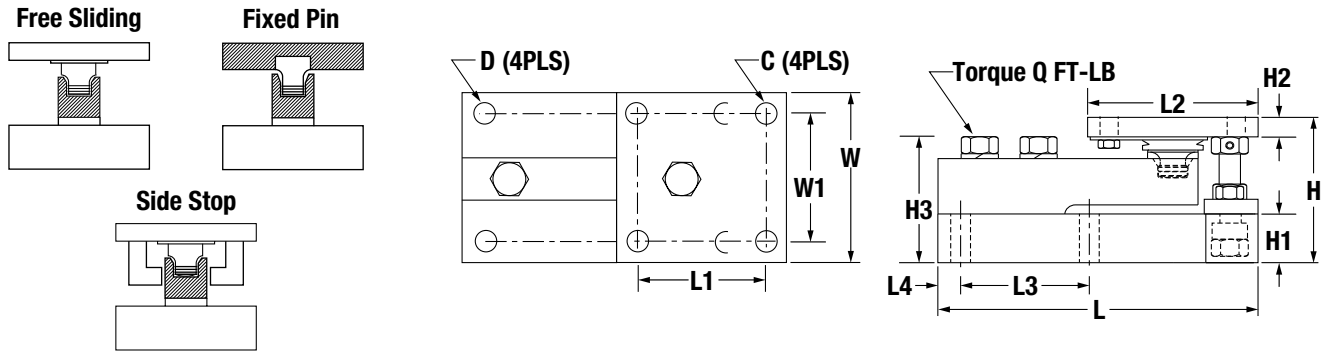 Free Sliding
Fixed Pin
Side Stop
D (4PLS)
C (4PLS)
W1
W
L1
Torque Q FT-LB
L2
H2
H3
H
H1
L4
L3
L